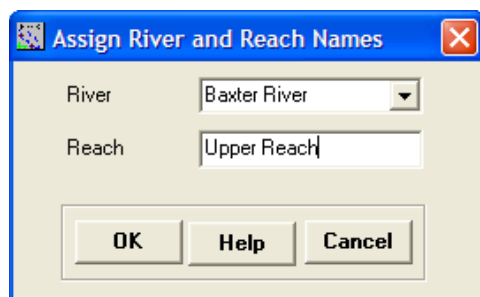 Assign River and Reach Names
River Baxter River
Reach Upper Reach
OK Help Cancel